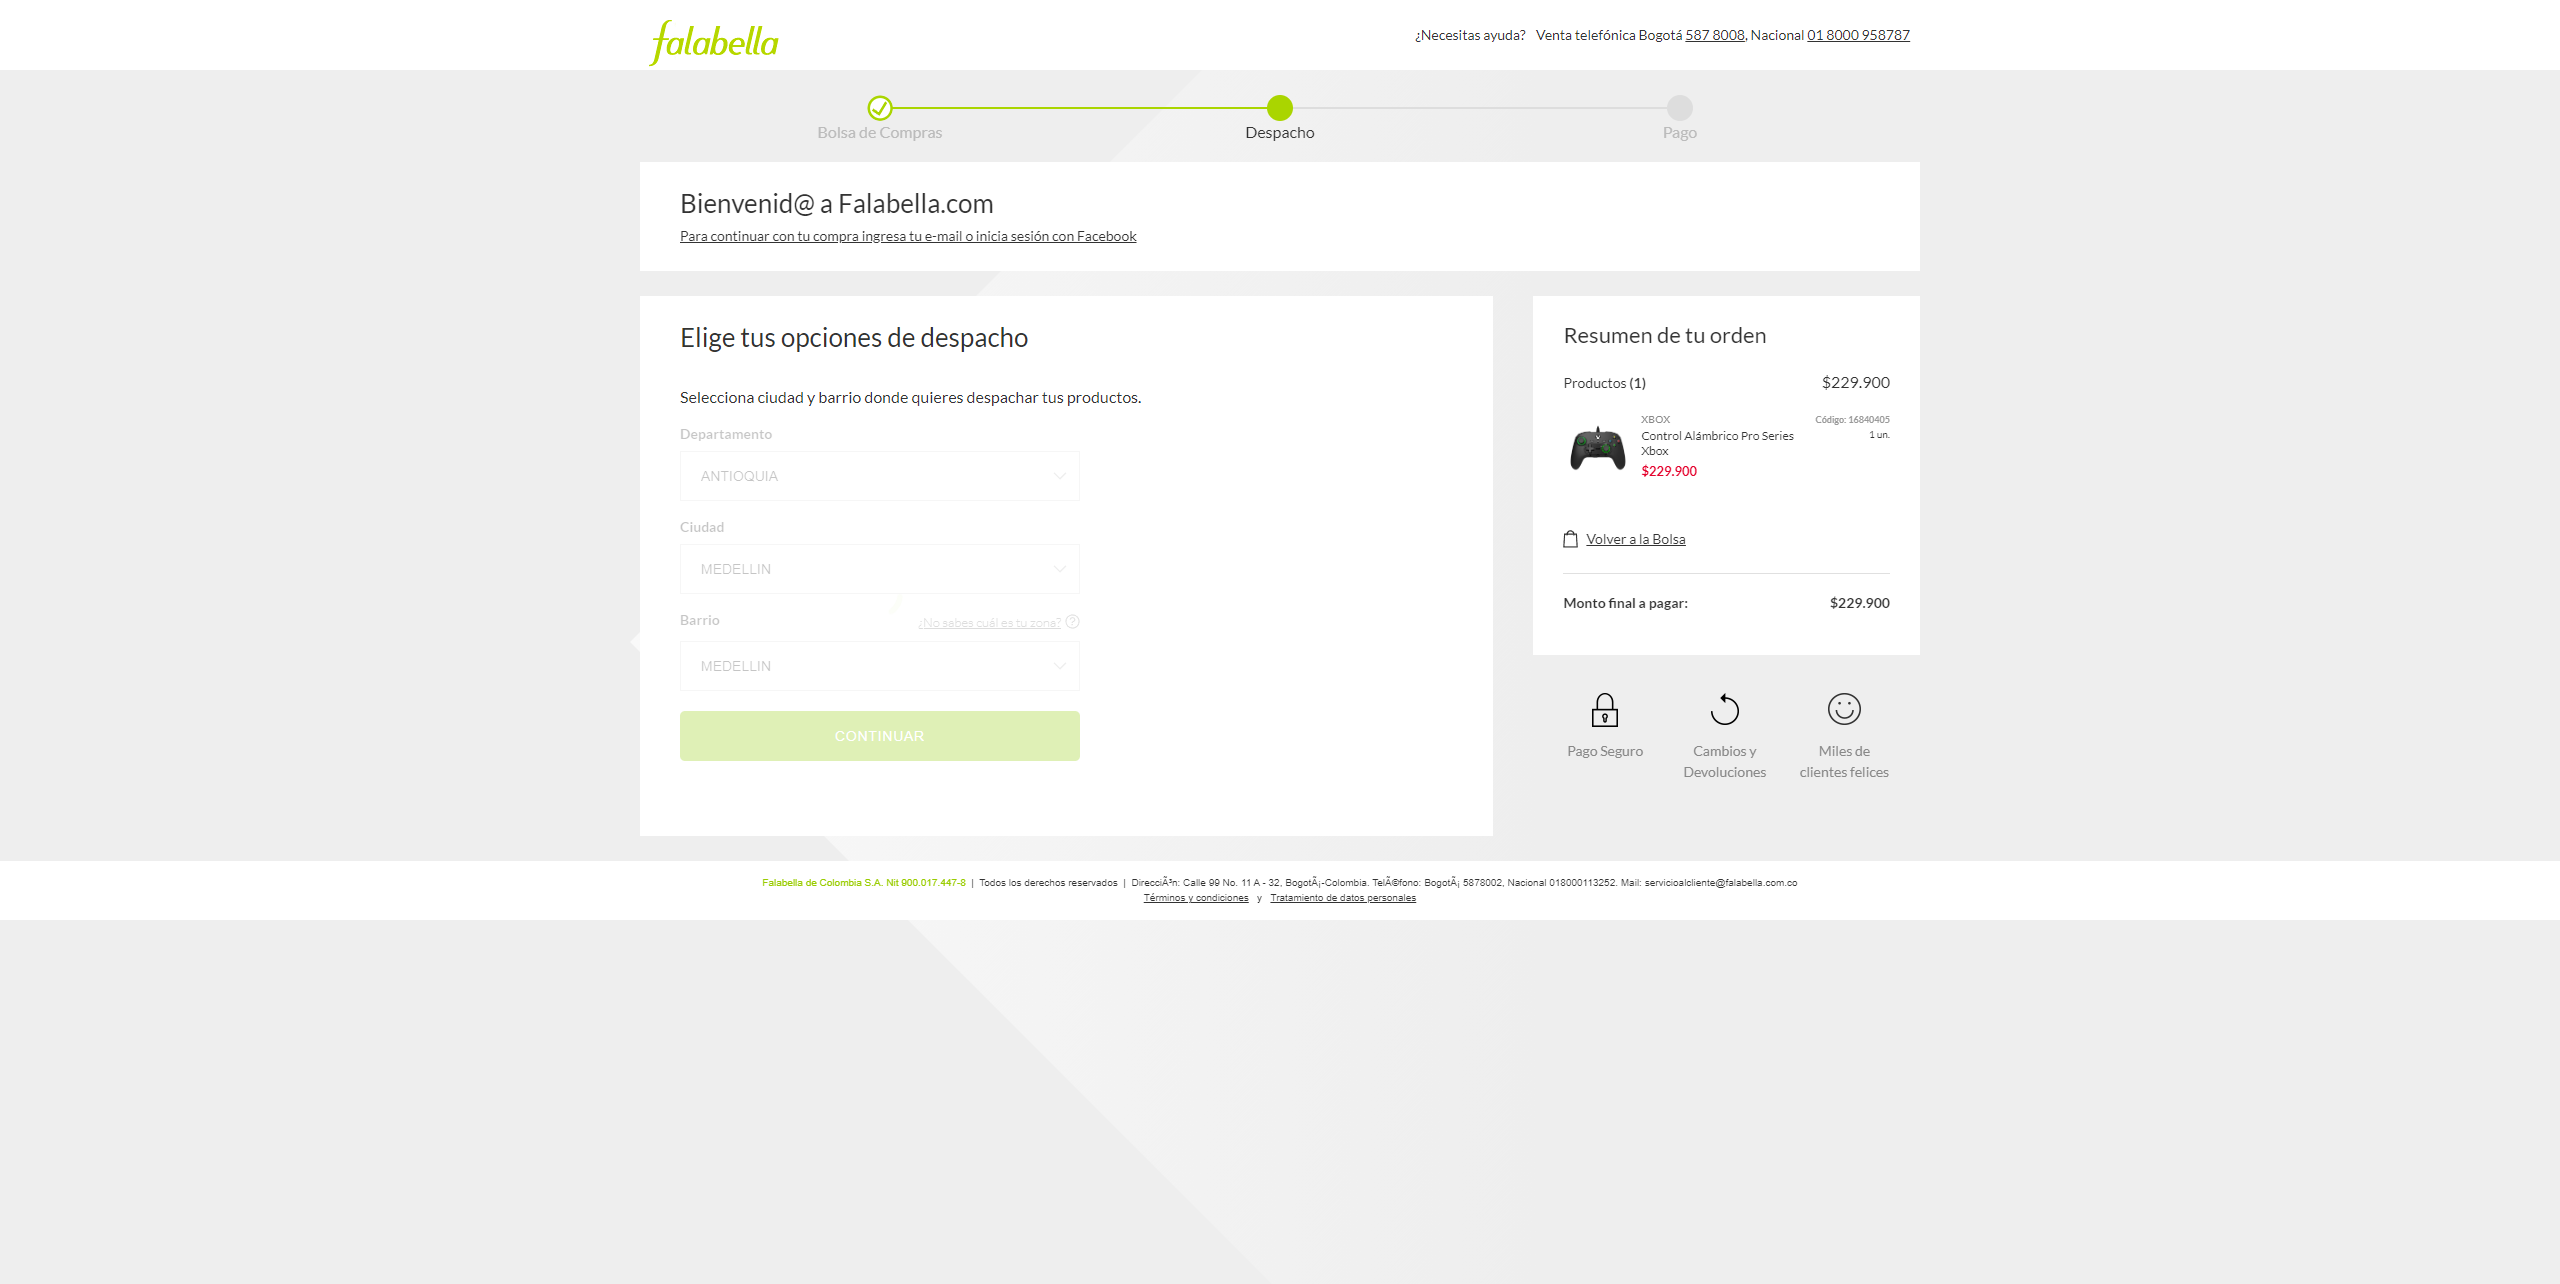 falabella
¿Necesitas ayuda? Venta telefónica Bogotá 587 8008, Nacional 01 8000 958787
Bolsa de Compras
Despacho
Pago
Bienvenid@ a Falabella.com
Para continuar con tu compra ingresa tu e-mail o inicia sesión con Facebook
Elige tus opciones de despacho
Selecciona ciudad y barrio donde quieres despachar tus productos.
Departamento
ANTIOQUIA
Ciudad
MEDELLIN
Barrio
¿No sabes cuál es tu zona? ?
MEDELLIN
CONTINUAR
Resumen de tu orden
Productos (1) $229.900
XBOX Código: 16840405
Control Alámbrico Pro Series 1 un.
Xbox
$229.900
Volver a la Bolsa
Monto final a pagar: $229.900
Pago Seguro
Cambios y
Devoluciones
Miles de
clientes felices
Falabella de Colombia S.A. Nit 900.017.447-8 | Todos los derechos reservados | DirecciÃ³n: Calle 99 No. 11 A - 32, BogotÃ¡-Colombia. TelÃ©fono: BogotÃ¡ 5878002, Nacional 018000113252. Mail: servicioalcliente@falabella.com.co
Términos y condiciones y Tratamiento de datos personales